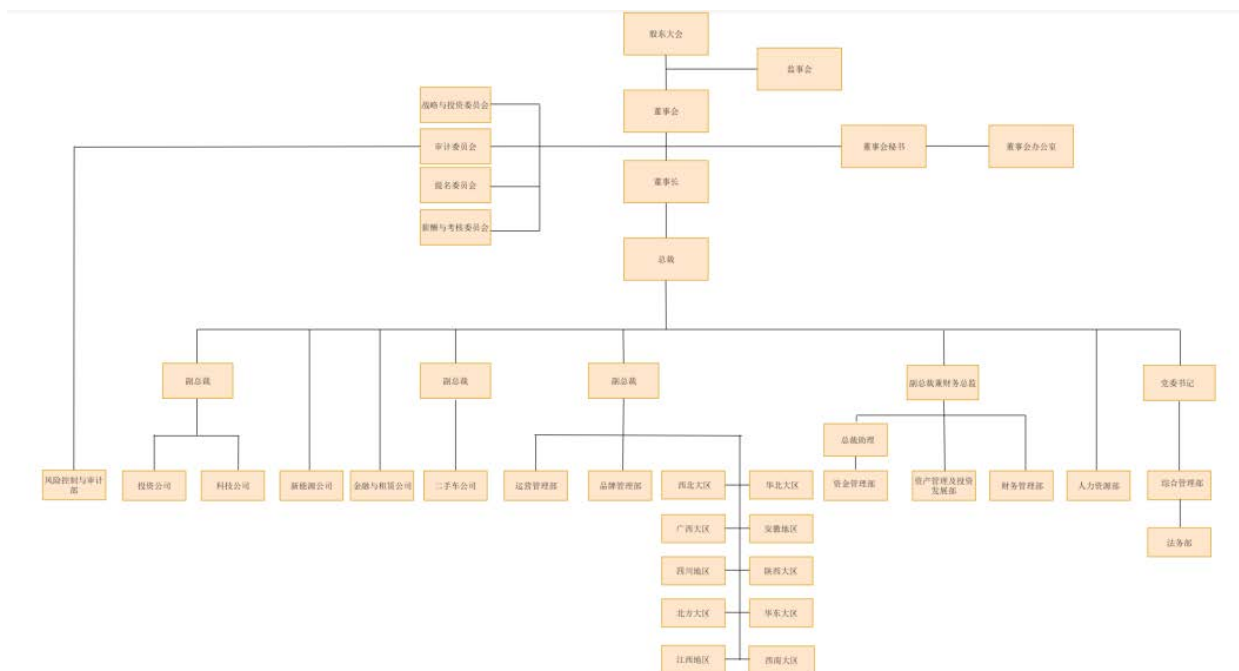 股东大会
监事会
战略与投资委员会
董事会
审计委员会
董事会秘书
董事会办公室
提名委员会
董事长
薪酬与考核委员会
总裁
副总裁
副总裁
副总裁
副总裁兼财务总监
党委书记
总裁助理
风险控制与审计
部
投资公司
科技公司
新能源公司
金融与租赁公司
二手车公司
运营管理部
品牌管理部
西北大区
华北大区
资金管理部
资产管理及投资
发展部
财务管理部
人力资源部
综合管理部
广西大区
安徽地区
法务部
四川地区
陕西大区
北方大区
华东大区
江西地区
西南大区